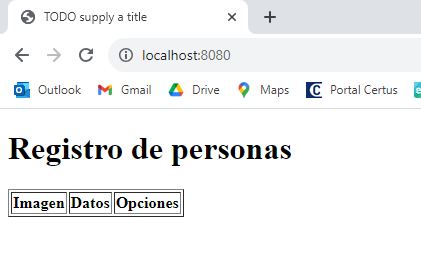 TODO supply a title
localhost:8080
Outlook Gmail Drive Maps Portal Certus
Registro de personas
Imagen Datos Opciones